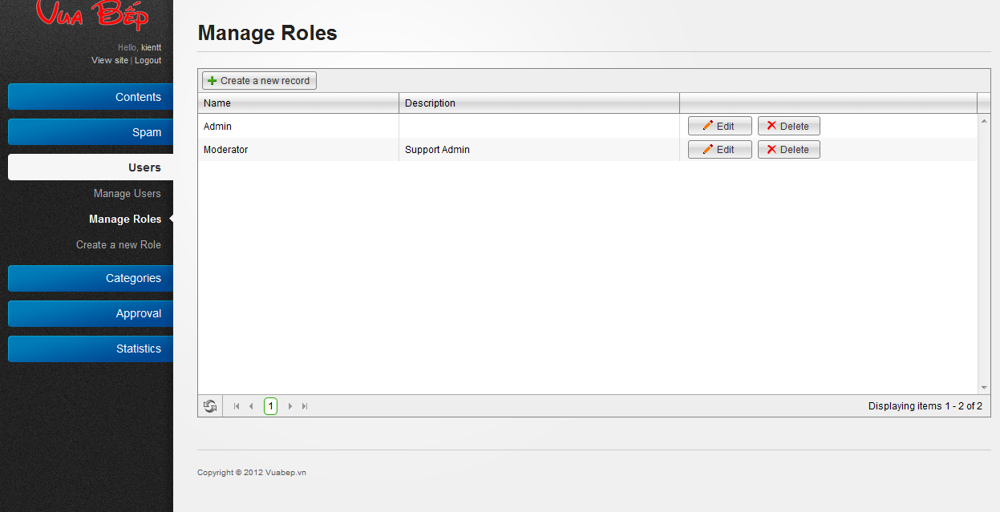 Vua Bếp
Hello, kientt
View site | Logout
Contents
Spam
Users
Manage Users
Manage Roles
Create a new Role
Categories
Approval
Statistics
Manage Roles
Create a new record
Name Description
Admin Edit Delete
Moderator Support Admin Edit Delete
1 Displaying items 1 - 2 of 2
Copyright © 2012 Vuabep.vn